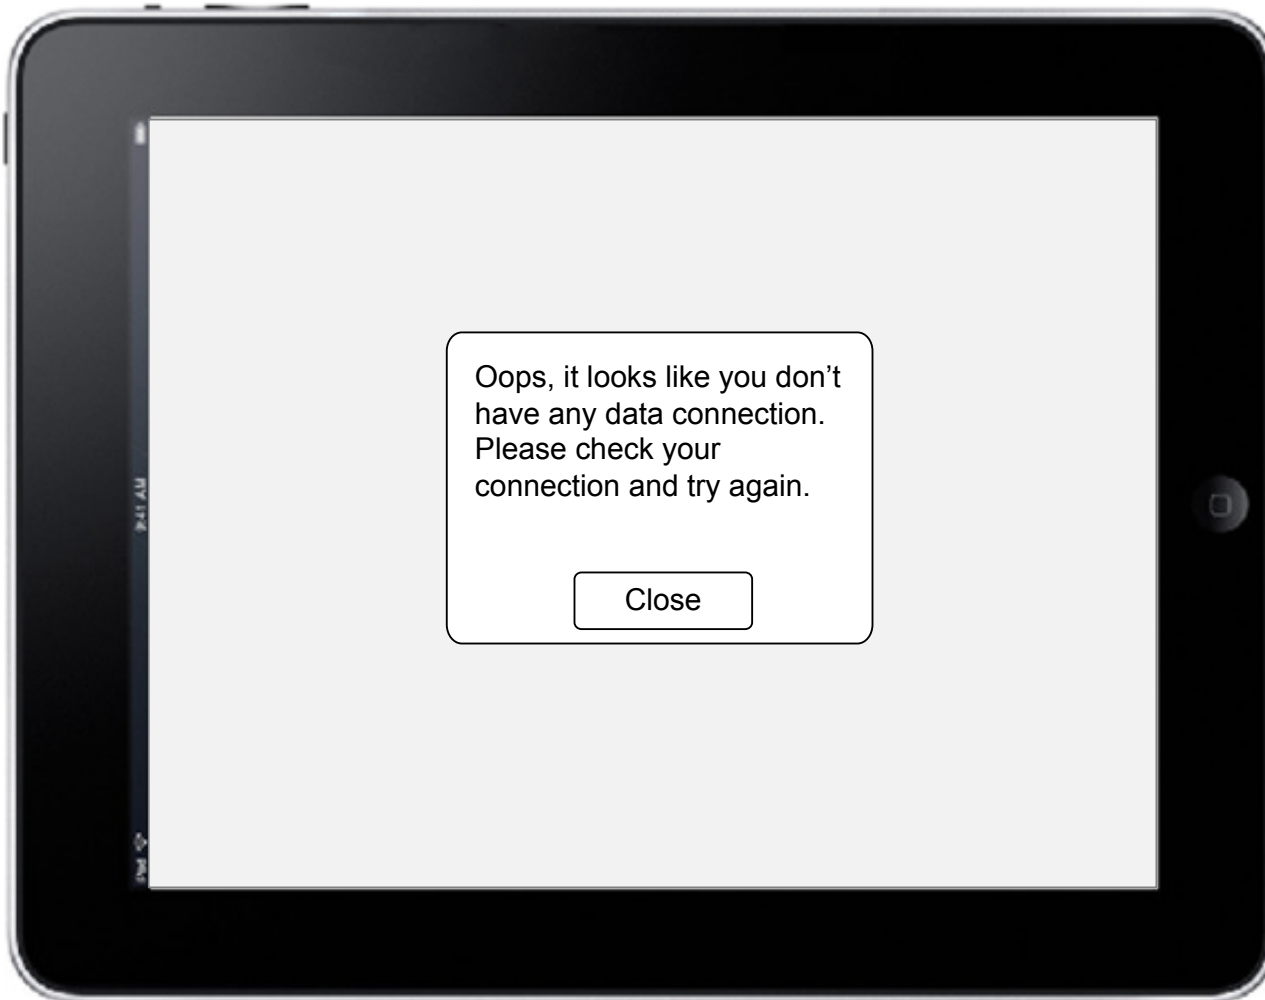 Oops, it looks like you don’t
have any data connection.
Please check your
connection and try again.
Close